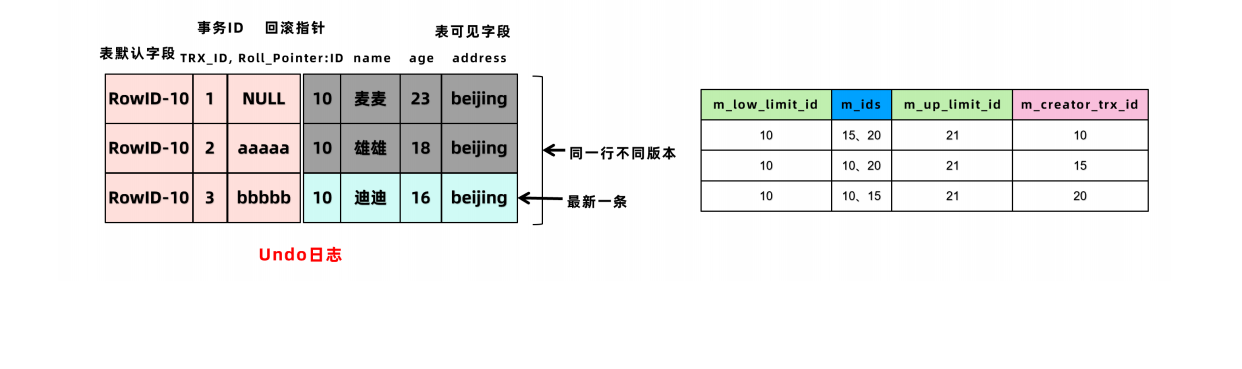 事务ID 回滚指针 表可见字段
表默认字段 TRX_ID, Roll_Pointer:ID name age address
RowID-10 1 NULL 10 麦麦 23 beijing
RowID-10 2 aaaaa 10 雄雄 18 beijing
RowID-10 3 bbbbb 10 迪迪 16 beijing
同一行不同版本
最新一条
Undo日志
m_low_limit_id m_ids m_up_limit_id m_creator_trx_id
10 15、20 21 10
10 10、20 21 15
10 10、15 21 20